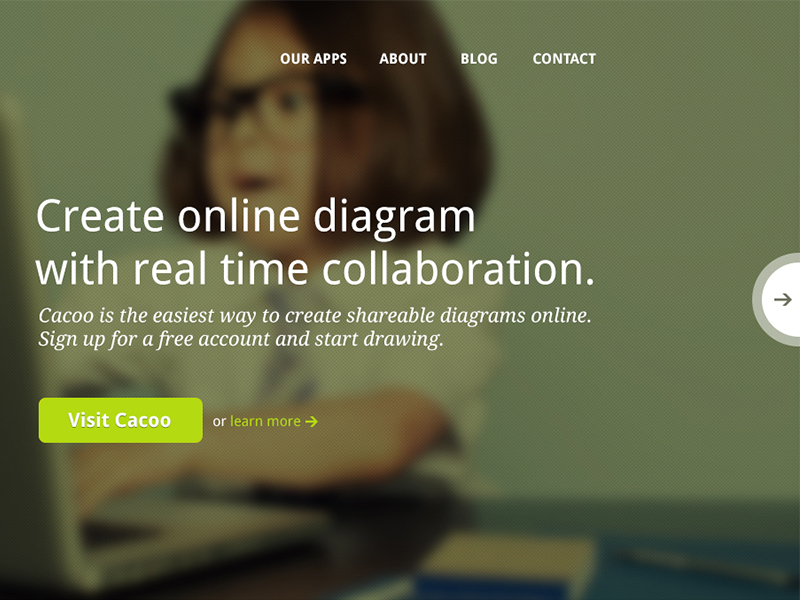 OUR APPS ABOUT BLOG CONTACT
Create online diagram
with real time collaboration.
Cacoo is the easiest way to create shareable diagrams online.
Sign up for a free account and start drawing.
Visit Cacoo or learn more →